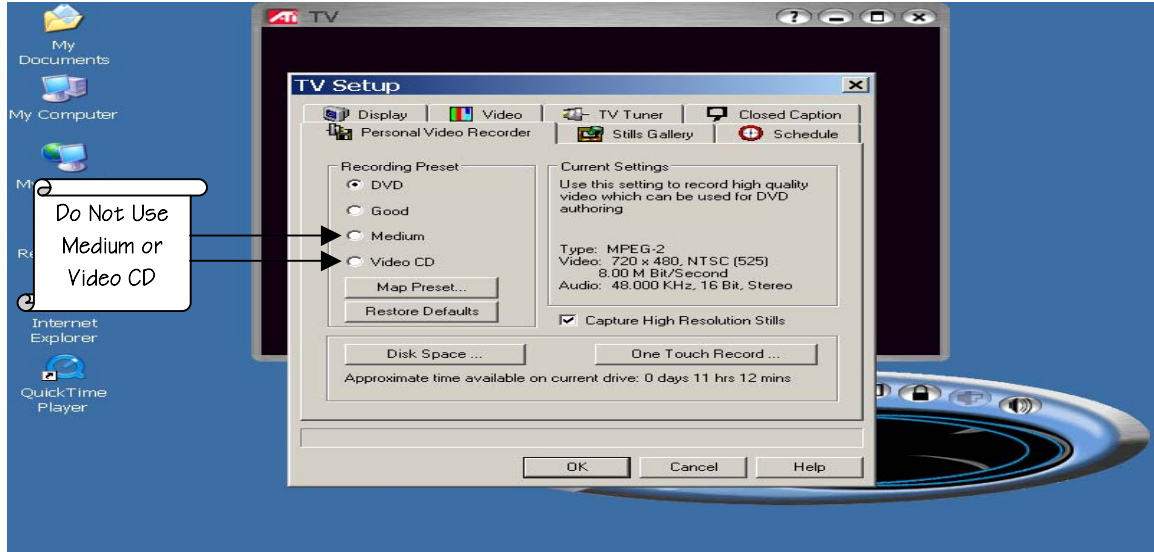 My
Documents
My Computer
Internet
Explorer
QuickTime
Player
Do Not Use
Medium or
Video CD
ATI TV
TV Setup
Display
Video
TV Tuner
Closed Caption
Personal Video Recorder
Stills Gallery
Schedule
Recording Preset
DVD
Good
Medium
Video CD
Map Preset...
Restore Defaults
Current Settings
Use this setting to record high quality
video which can be used for DVD
authoring
Type: MPEG-2
Video: 720 x 480, NTSC (525)
8.00 M Bit/Second
Audio: 48.000 KHz, 16 Bit, Stereo
Capture High Resolution Stills
Disk Space ...
One Touch Record ...
Approximate time available on current drive: 0 days 11 hrs 12 mins
OK
Cancel
Help